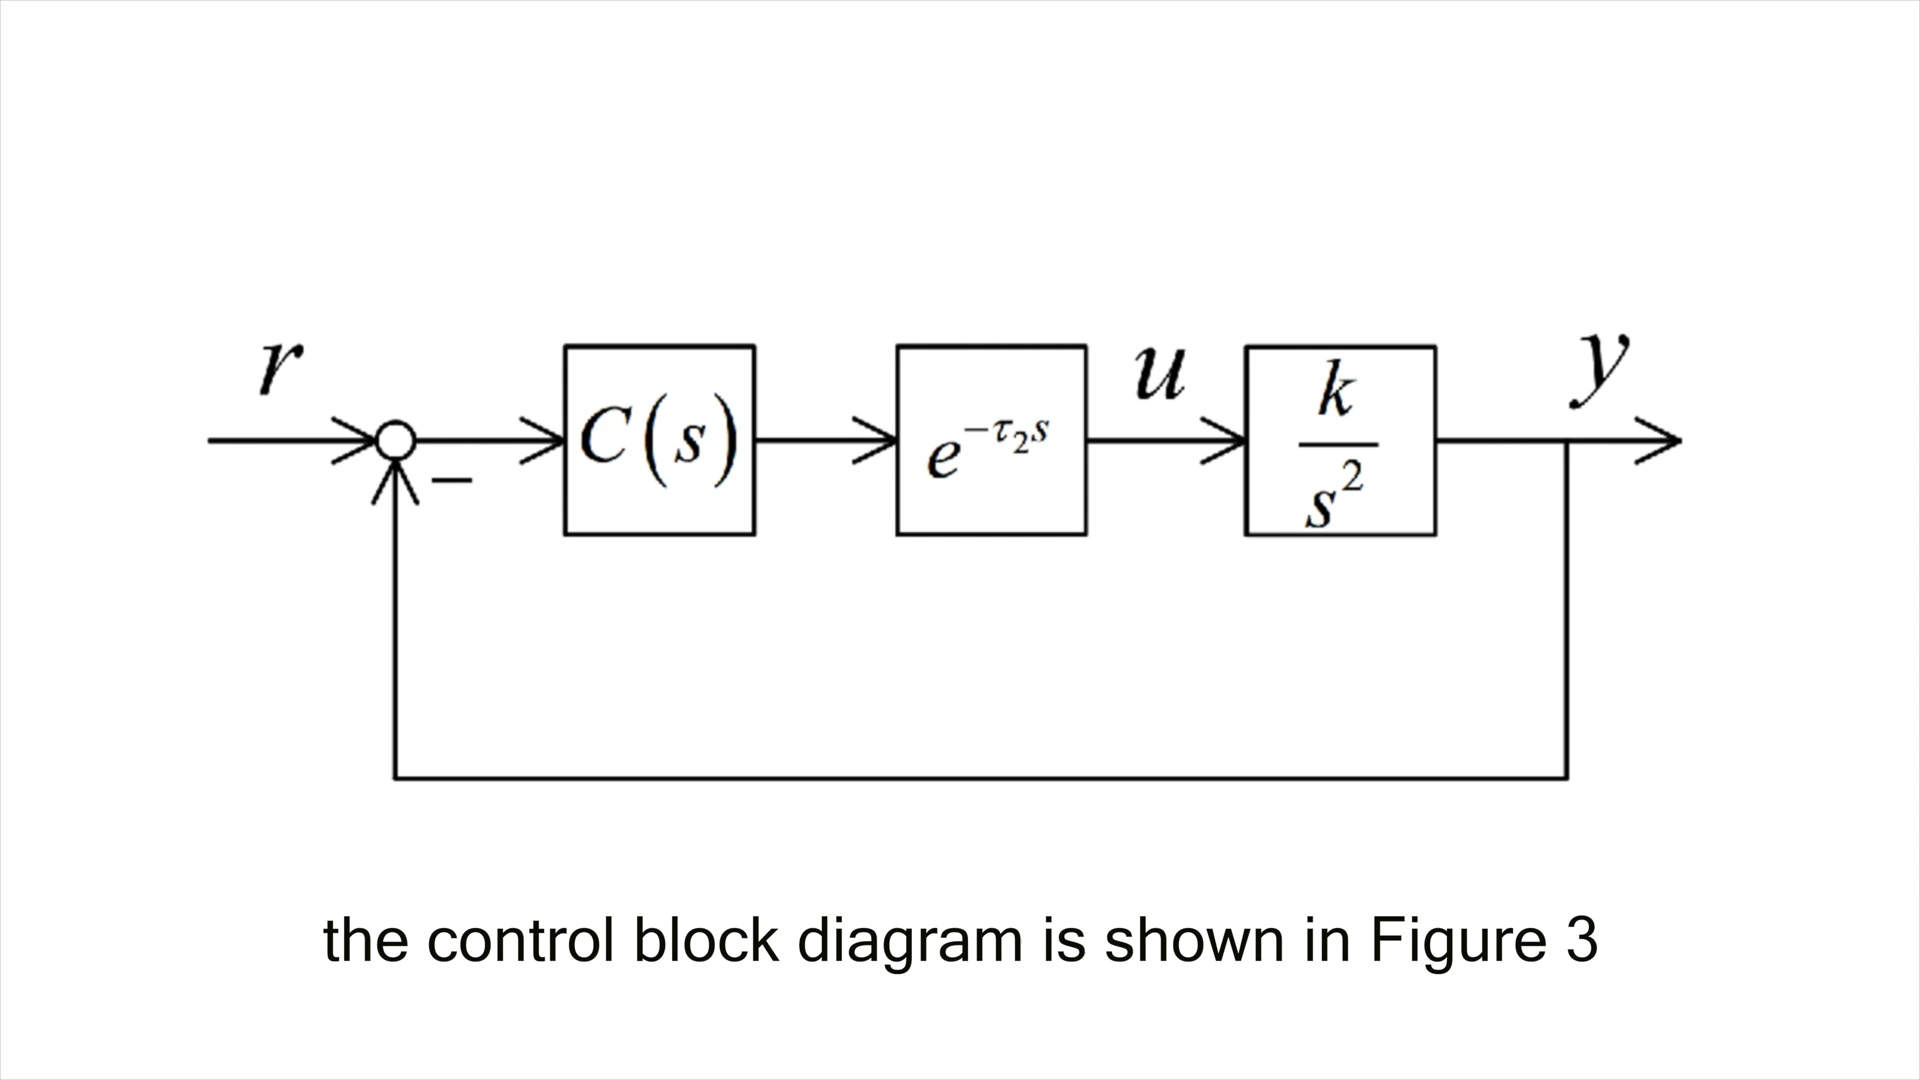 r
−
C(s)
e^{−τ₂s}
u
k
s²
y
the control block diagram is shown in Figure 3